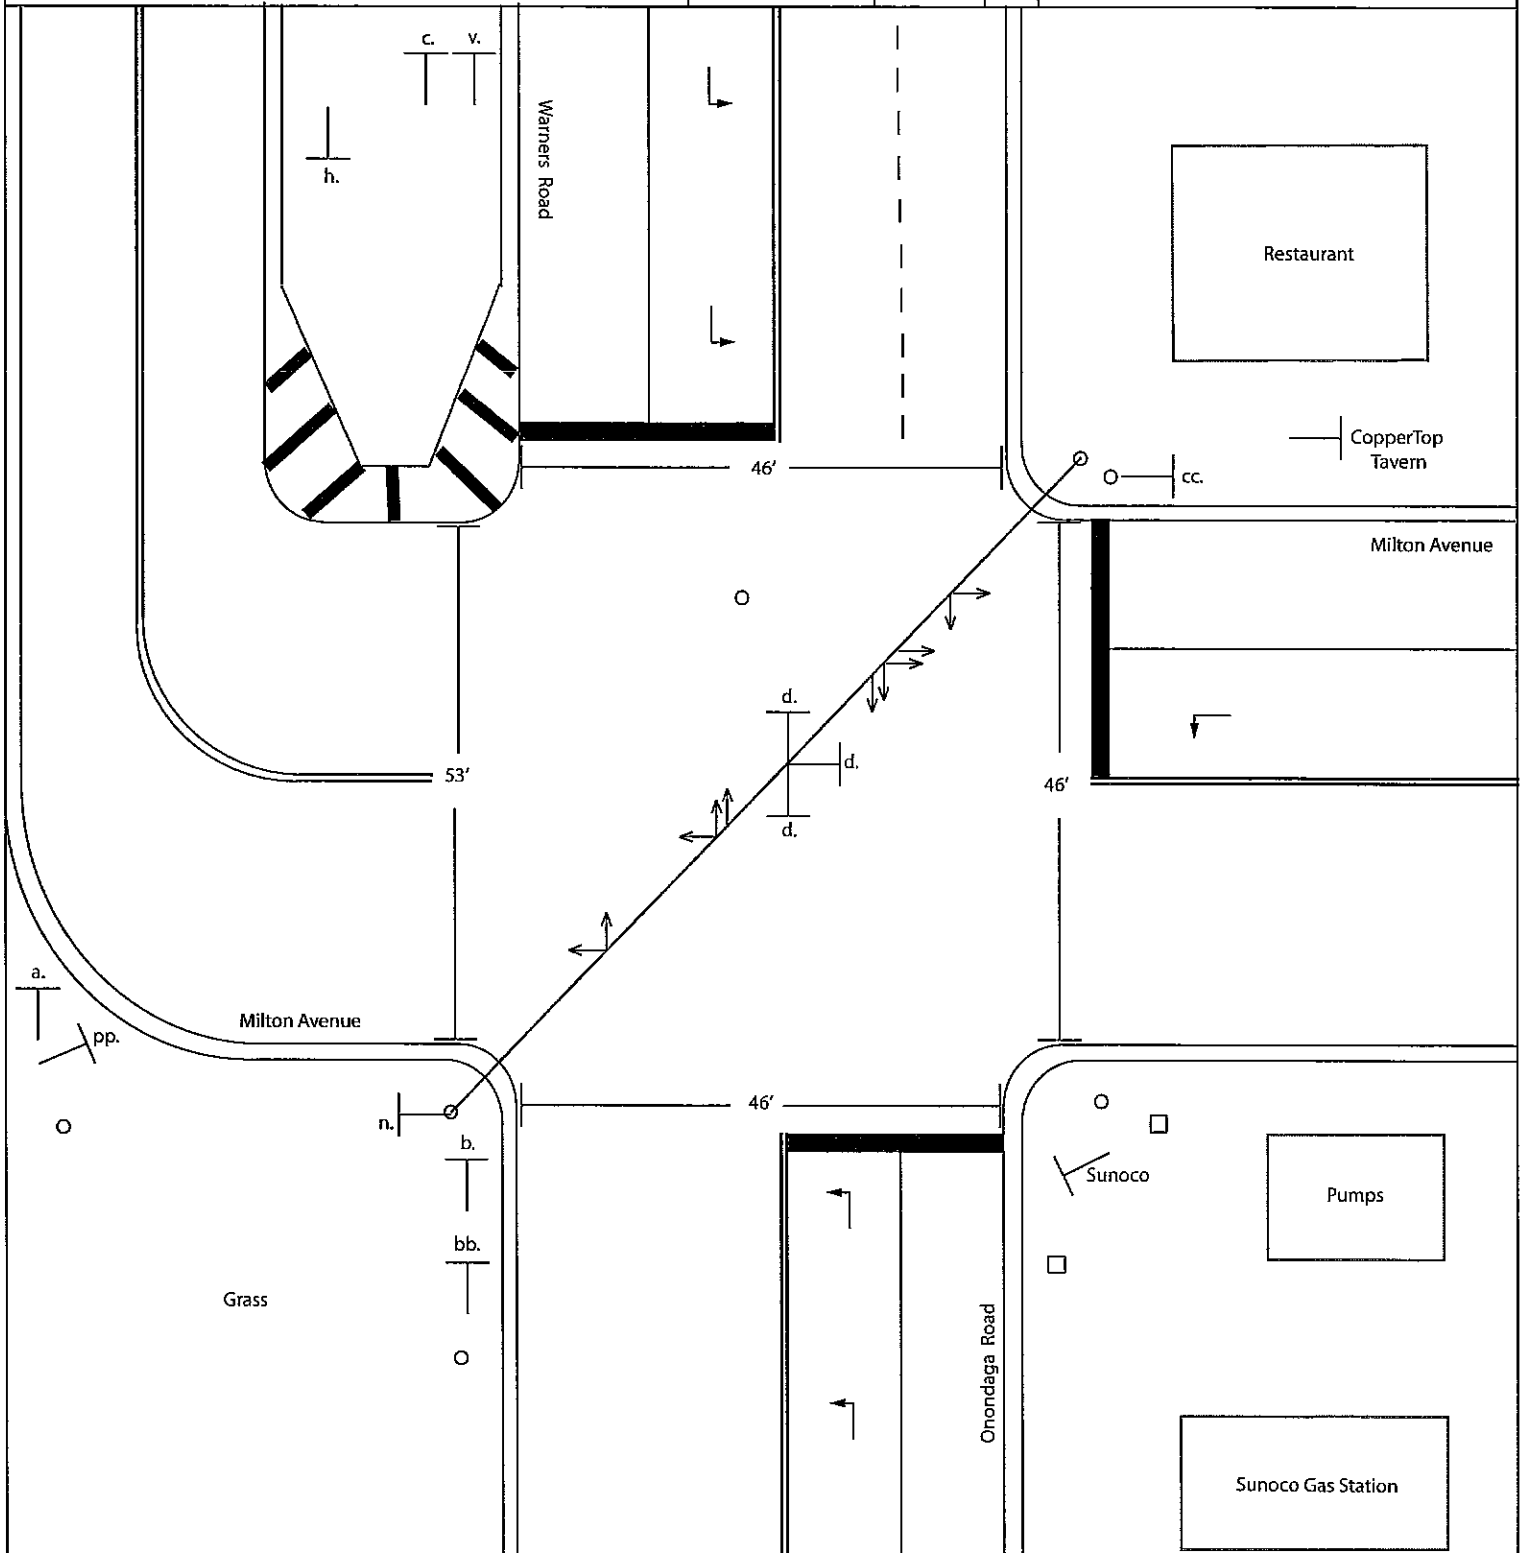 c.
v.
h.
Warners Road
Restaurant
CopperTop
Tavern
46'
cc.
Milton Avenue
d.
d.
53'
46'
d.
a.
Milton Avenue
pp.
46'
n.
b.
Sunoco
Pumps
bb.
Grass
Onondaga Road
Sunoco Gas Station